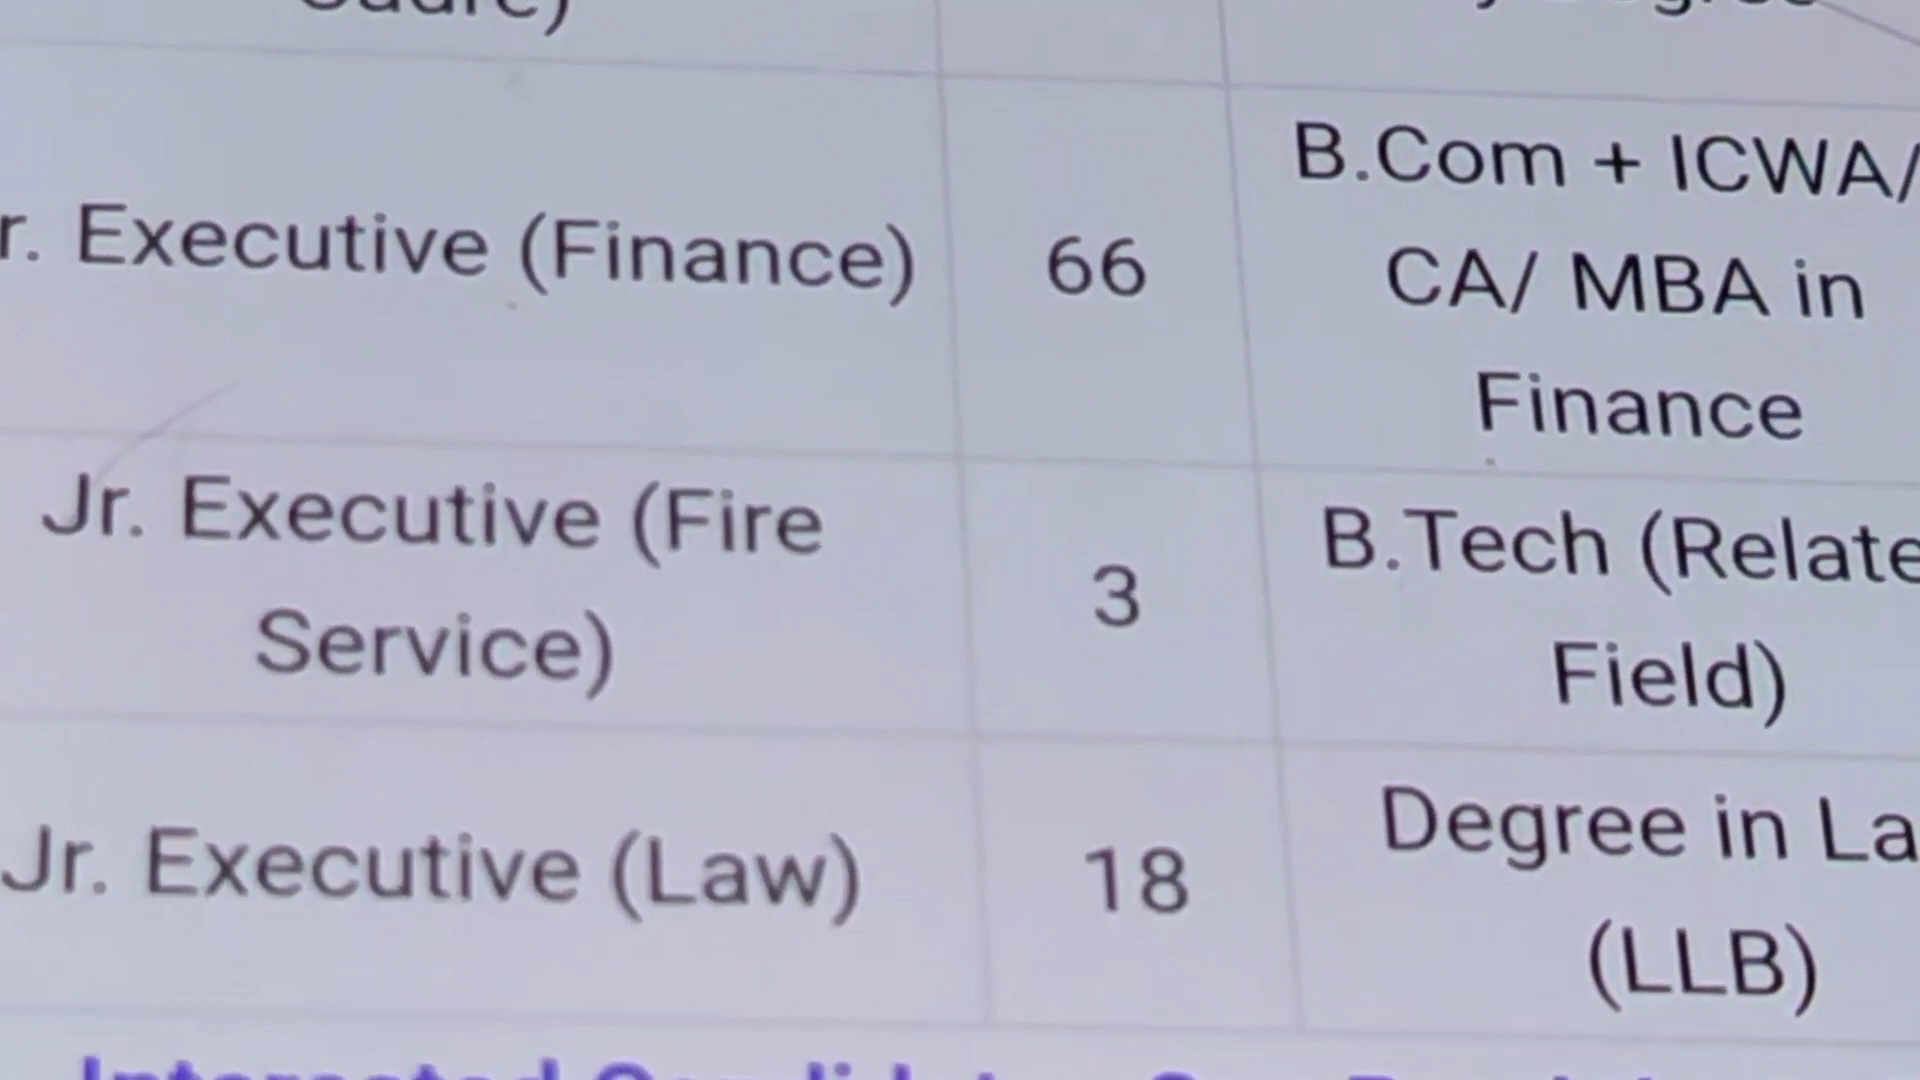 r. Executive (Finance) 66 B.Com + ICWA/
CA/ MBA in
Finance
Jr. Executive (Fire
Service) 3 B.Tech (Relate
Field)
Jr. Executive (Law) 18 Degree in La
(LLB)